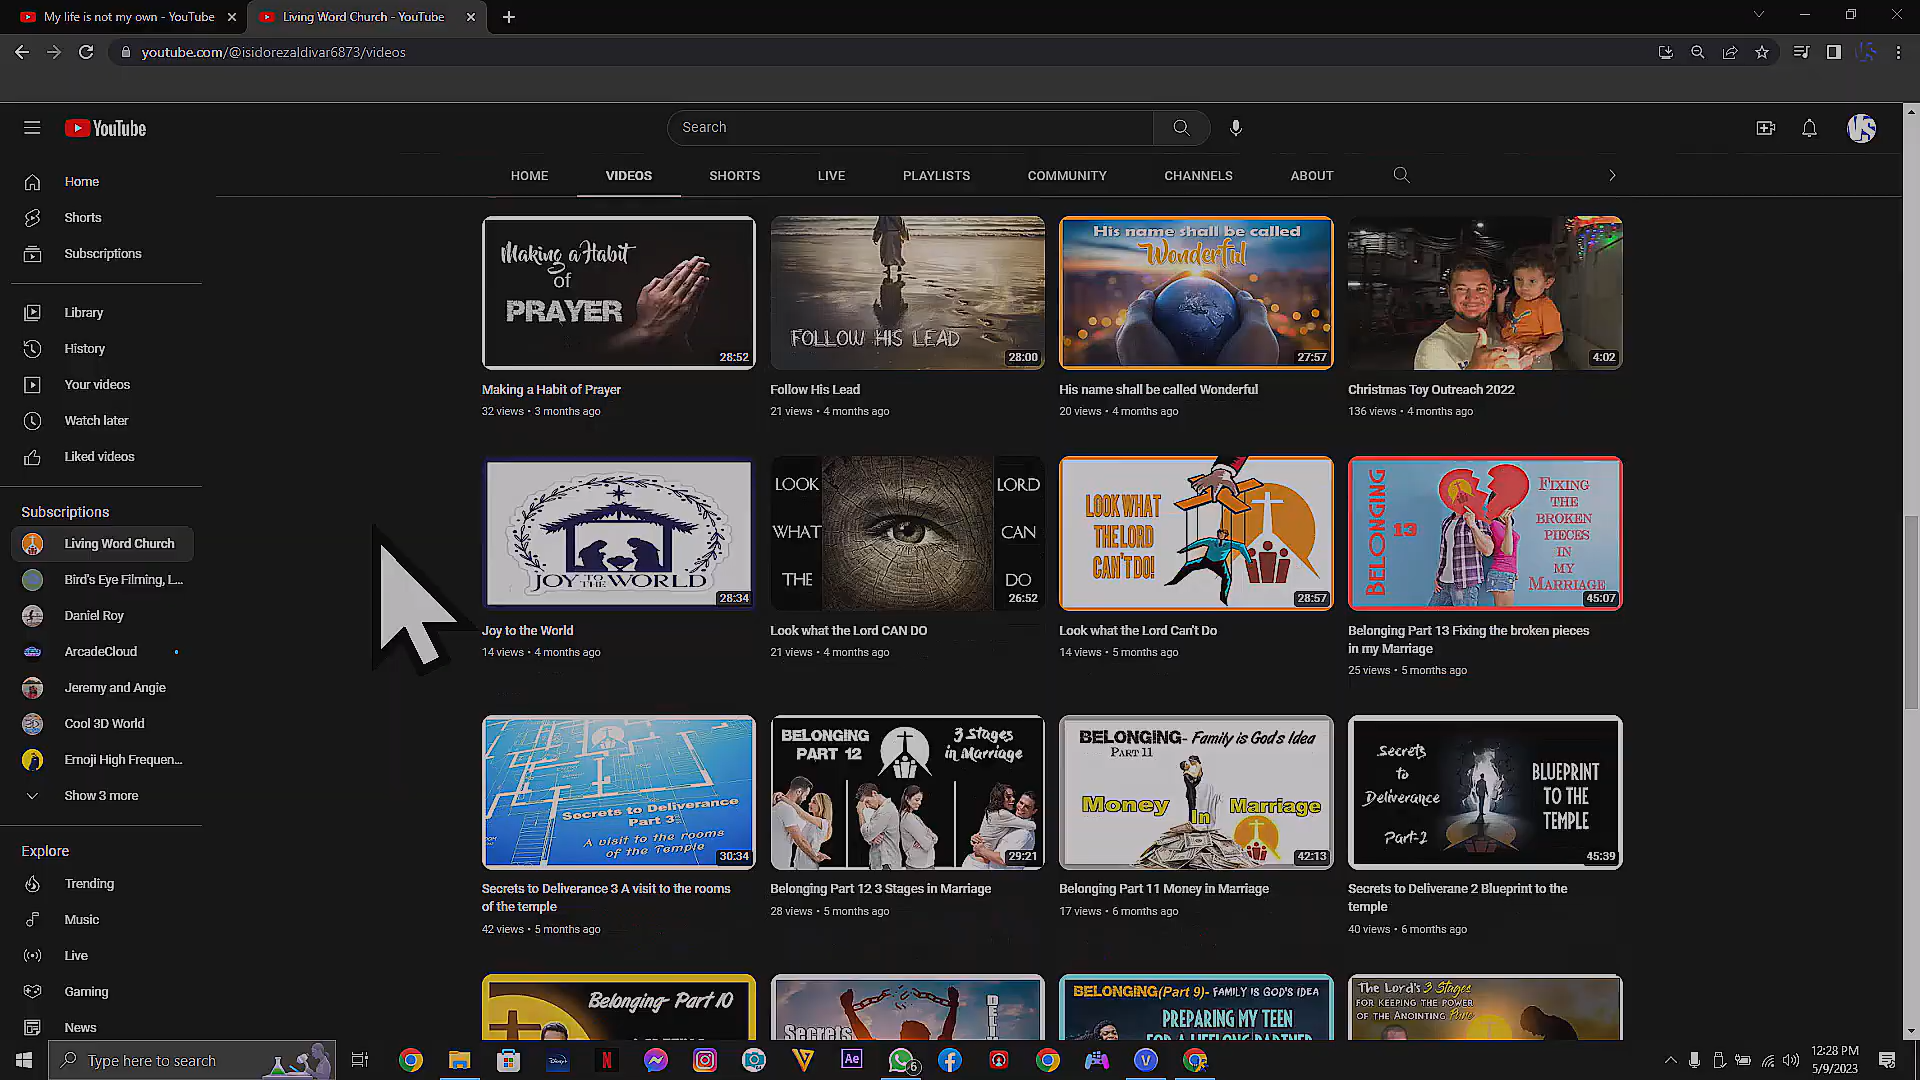 My life is not my own - YouTube
Living Word Church - YouTube
youtube.com/@isidorezaldivar6873/videos
YouTube
Search
HOME
VIDEOS
SHORTS
LIVE
PLAYLISTS
COMMUNITY
CHANNELS
ABOUT
Home
Shorts
Subscriptions
Library
History
Your videos
Watch later
Liked videos
Subscriptions
Living Word Church
Bird's Eye Filming, L...
Daniel Roy
ArcadeCloud
Jeremy and Angie
Cool 3D World
Emoji High Frequen...
Show 3 more
Explore
Trending
Music
Live
Gaming
News
Making a Habit
of
PRAYER
28:52
Making a Habit of Prayer
32 views • 3 months ago
FOLLOW HIS LEAD
28:00
Follow His Lead
21 views • 4 months ago
His name shall be called
Wonderful
27:57
His name shall be called Wonderful
20 views • 4 months ago
4:02
Christmas Toy Outreach 2022
136 views • 4 months ago
JOY TO THE WORLD
28:34
Joy to the World
14 views • 4 months ago
LOOK LORD
WHAT CAN
THE DO
26:52
Look what the Lord CAN DO
21 views • 4 months ago
LOOK WHAT
THE LORD
CAN'T DO!
28:57
Look what the Lord Can't Do
14 views • 5 months ago
BELONGING
13
FIXING
THE
BROKEN
PIECES
IN
MY
MARRIAGE
45:07
Belonging Part 13 Fixing the broken pieces
in my Marriage
25 views • 5 months ago
Secrets to Deliverance
Part 3
A visit to the rooms
of the Temple
30:34
Secrets to Deliverance 3 A visit to the rooms
of the temple
42 views • 5 months ago
BELONGING
PART 12
3 Stages
in Marriage
29:21
Belonging Part 12 3 Stages in Marriage
28 views • 5 months ago
BELONGING- Family is God's Idea
PART 11
Money In Marriage
42:13
Belonging Part 11 Money in Marriage
17 views • 6 months ago
Secrets
to
Deliverance
Part-2
BLUEPRINT
TO THE
TEMPLE
45:39
Secrets to Deliverane 2 Blueprint to the
temple
40 views • 6 months ago
Belonging- Part 10
Secrets
BELONGING(Part 9)- FAMILY IS GOD'S IDEA
PREPARING MY TEEN
FOR A LIFELONG PARTNER
The Lord's 3 Stages
FOR KEEPING THE POWER
OF THE ANOINTING Pure
Type here to search
Disney+
N
Ae
6
V
12:28 PM
5/9/2023